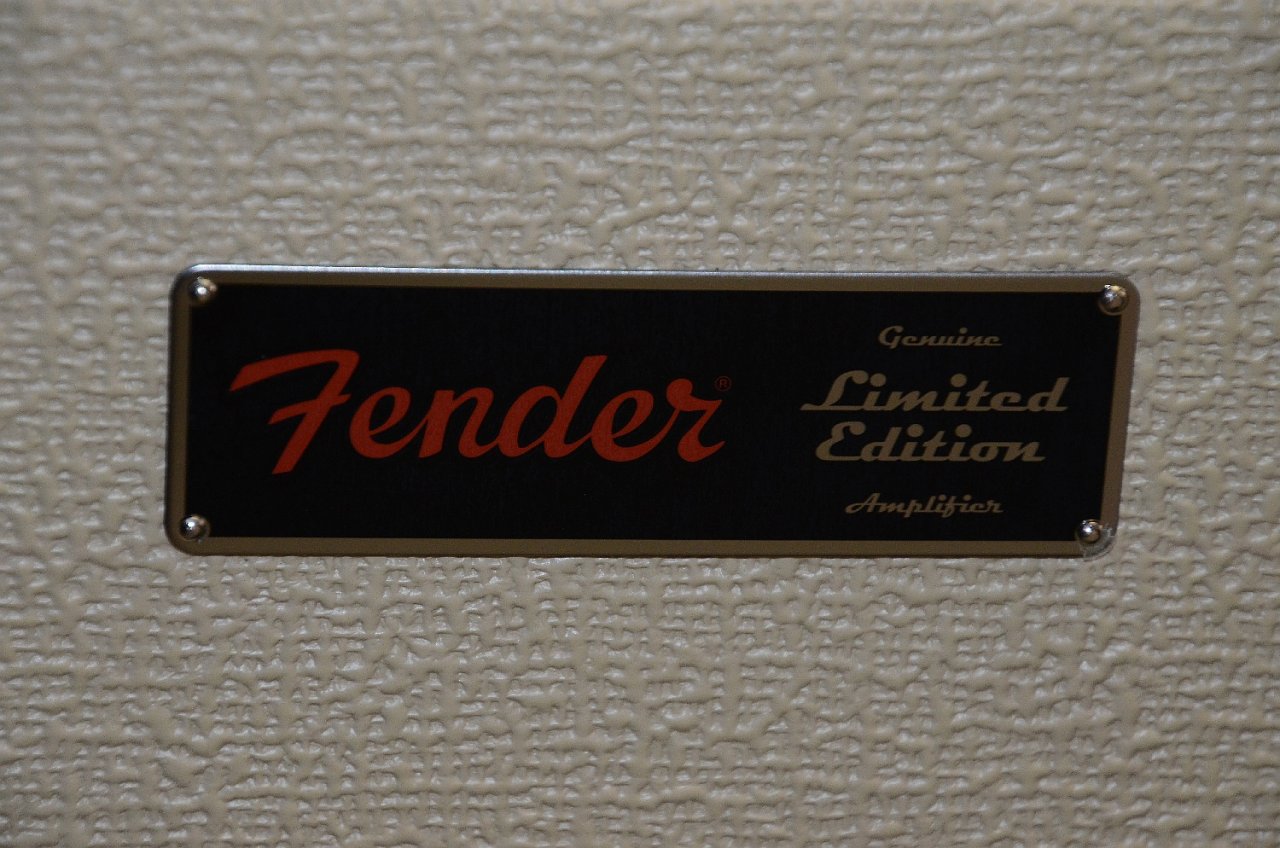 Fender®
Genuine
Limited
Edition
Amplifier